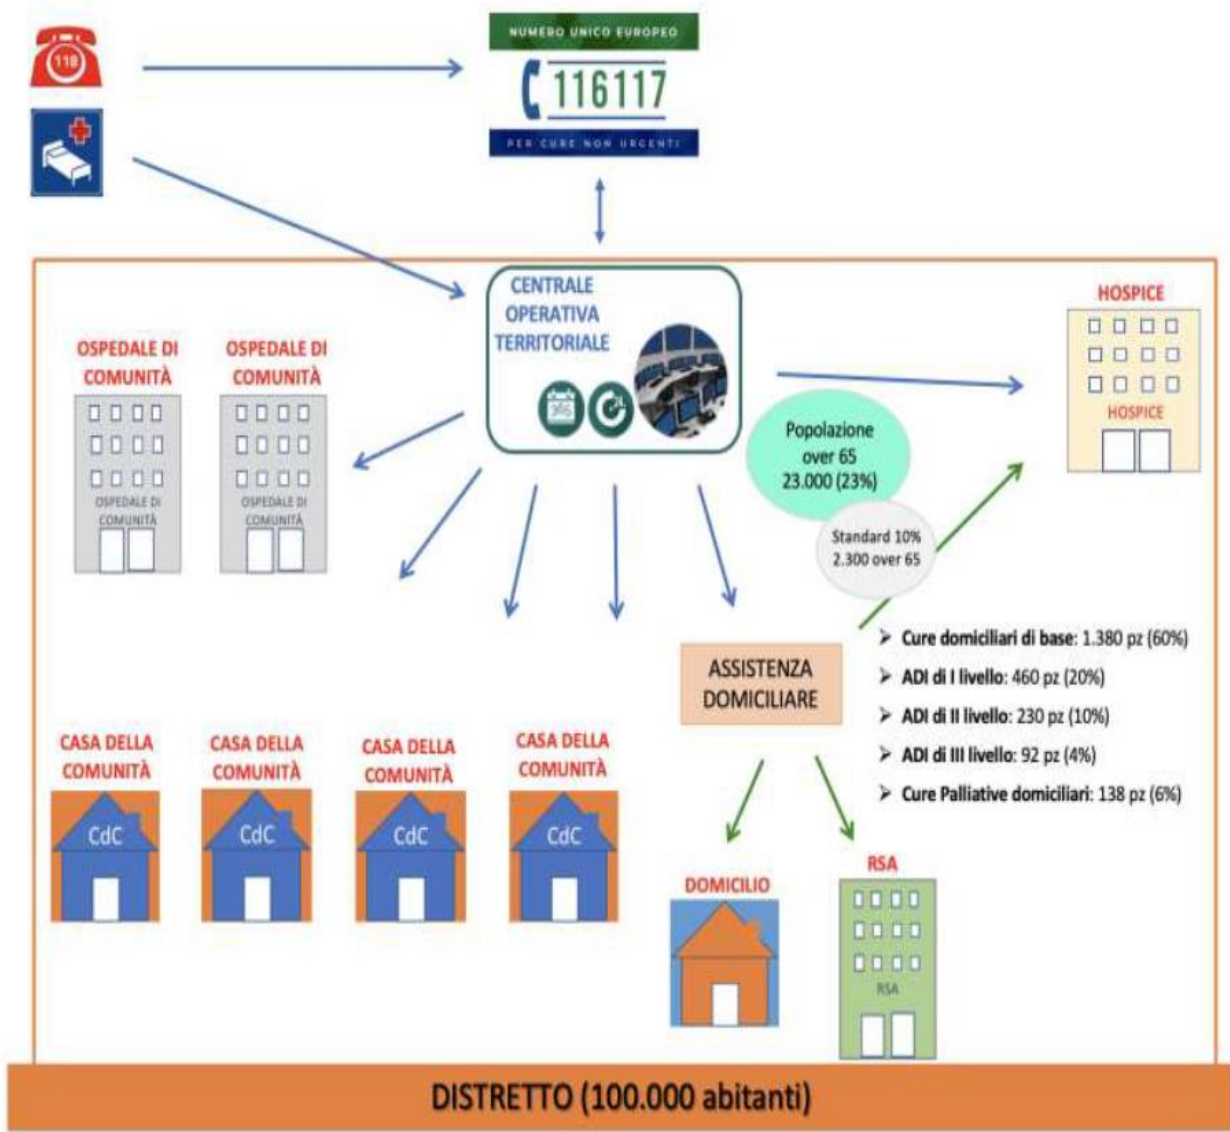 118
NUMERO UNICO EUROPEO
116117
PER CURE NON URGENTI
CENTRALE
OPERATIVA
TERRITORIALE
365
24
HOSPICE
HOSPICE
OSPEDALE DI
COMUNITÀ
OSPEDALE DI
COMUNITÀ
OSPEDALE DI
COMUNITÀ
OSPEDALE DI
COMUNITÀ
Popolazione
over 65
23.000 (23%)
Standard 10%
2.300 over 65
ASSISTENZA
DOMICILIARE
➢ Cure domiciliari di base: 1.380 pz (60%)
➢ ADI di I livello: 460 pz (20%)
➢ ADI di II livello: 230 pz (10%)
➢ ADI di III livello: 92 pz (4%)
➢ Cure Palliative domiciliari: 138 pz (6%)
CASA DELLA
COMUNITÀ
CdC
CASA DELLA
COMUNITÀ
CdC
CASA DELLA
COMUNITÀ
CdC
CASA DELLA
COMUNITÀ
CdC
DOMICILIO
RSA
RSA
DISTRETTO (100.000 abitanti)